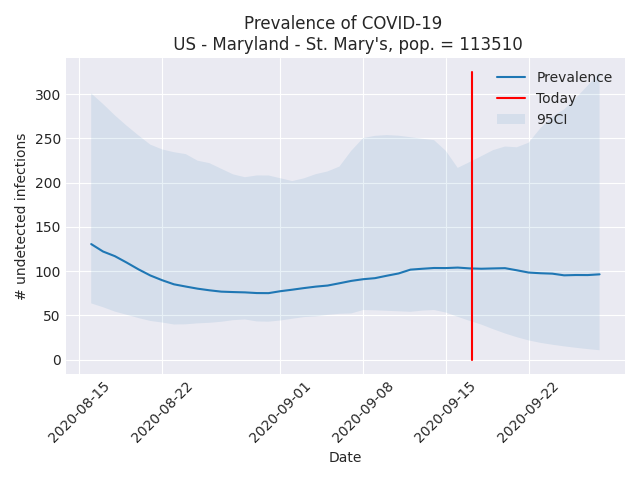 Prevalence of COVID-19
US - Maryland - St. Mary's, pop. = 113510
Prevalence
Today
95CI
# undetected infections
300
250
200
150
100
50
0
2020-08-15
2020-08-22
2020-09-01
2020-09-08
2020-09-15
2020-09-22
Date